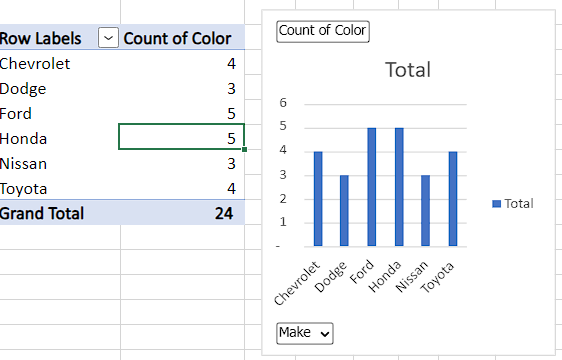 Row Labels Count of Color
Chevrolet 4
Dodge 3
Ford 5
Honda 5
Nissan 3
Toyota 4
Grand Total 24
Count of Color
Total
6
5
4
3
2
1
-
Chevrolet Dodge Ford Honda Nissan Toyota
Total
Make